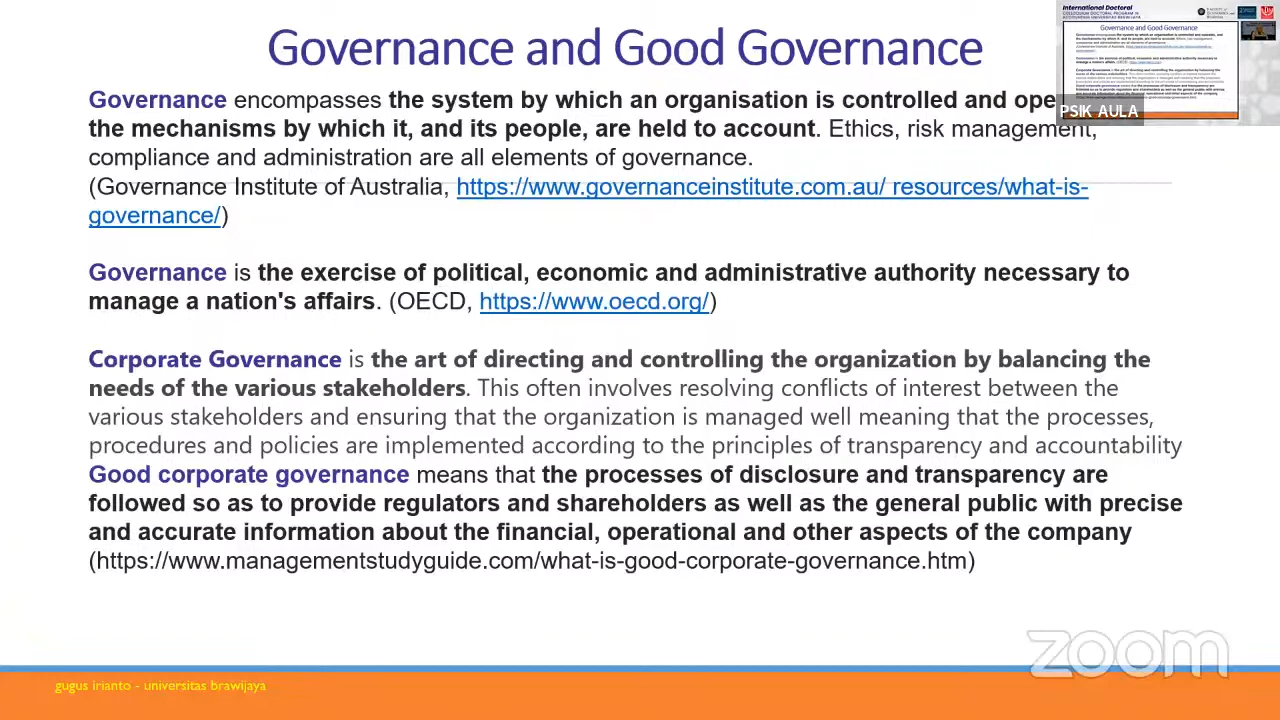 Governance and Good Governance
Governance encompasses the system by which an organisation is controlled and ope
the mechanisms by which it, and its people, are held to account. Ethics, risk management,
compliance and administration are all elements of governance.
(Governance Institute of Australia, https://www.governanceinstitute.com.au/ resources/what-is-
governance/)
Governance is the exercise of political, economic and administrative authority necessary to
manage a nation's affairs. (OECD, https://www.oecd.org/)
Corporate Governance is the art of directing and controlling the organization by balancing the
needs of the various stakeholders. This often involves resolving conflicts of interest between the
various stakeholders and ensuring that the organization is managed well meaning that the processes,
procedures and policies are implemented according to the principles of transparency and accountability
Good corporate governance means that the processes of disclosure and transparency are
followed so as to provide regulators and shareholders as well as the general public with precise
and accurate information about the financial, operational and other aspects of the company
(https://www.managementstudyguide.com/what-is-good-corporate-governance.htm)
gugus irianto - universitas brawijaya
zoom
International Doctoral
Governance and Good Governance
PSIK AULA